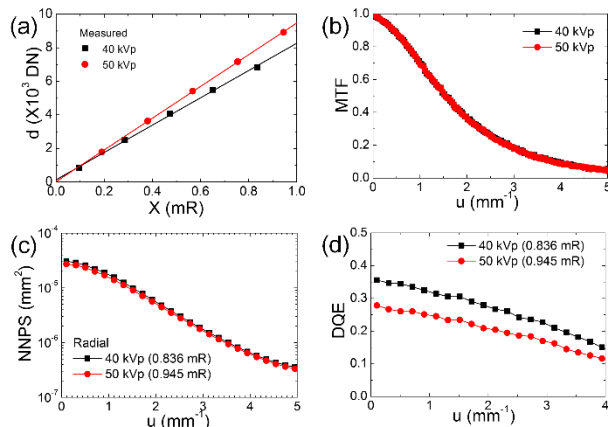 (a)
Measured
40 kVp
50 kVp
d (X10³ DN)
10
8
6
4
2
0
0.0 0.2 0.4 0.6 0.8 1.0
X (mR)
(b)
40 kVp
50 kVp
MTF
1.0
0.8
0.6
0.4
0.2
0.0
0 1 2 3 4 5
u (mm⁻¹)
(c)
NNPS (mm²)
10⁻⁴
10⁻⁵
10⁻⁶
10⁻⁷
Radial
40 kVp (0.836 mR)
50 kVp (0.945 mR)
0 1 2 3 4 5
u (mm⁻¹)
(d)
40 kVp (0.836 mR)
50 kVp (0.945 mR)
DQE
0.5
0.4
0.3
0.2
0.1
0.0
0 1 2 3 4
u (mm⁻¹)